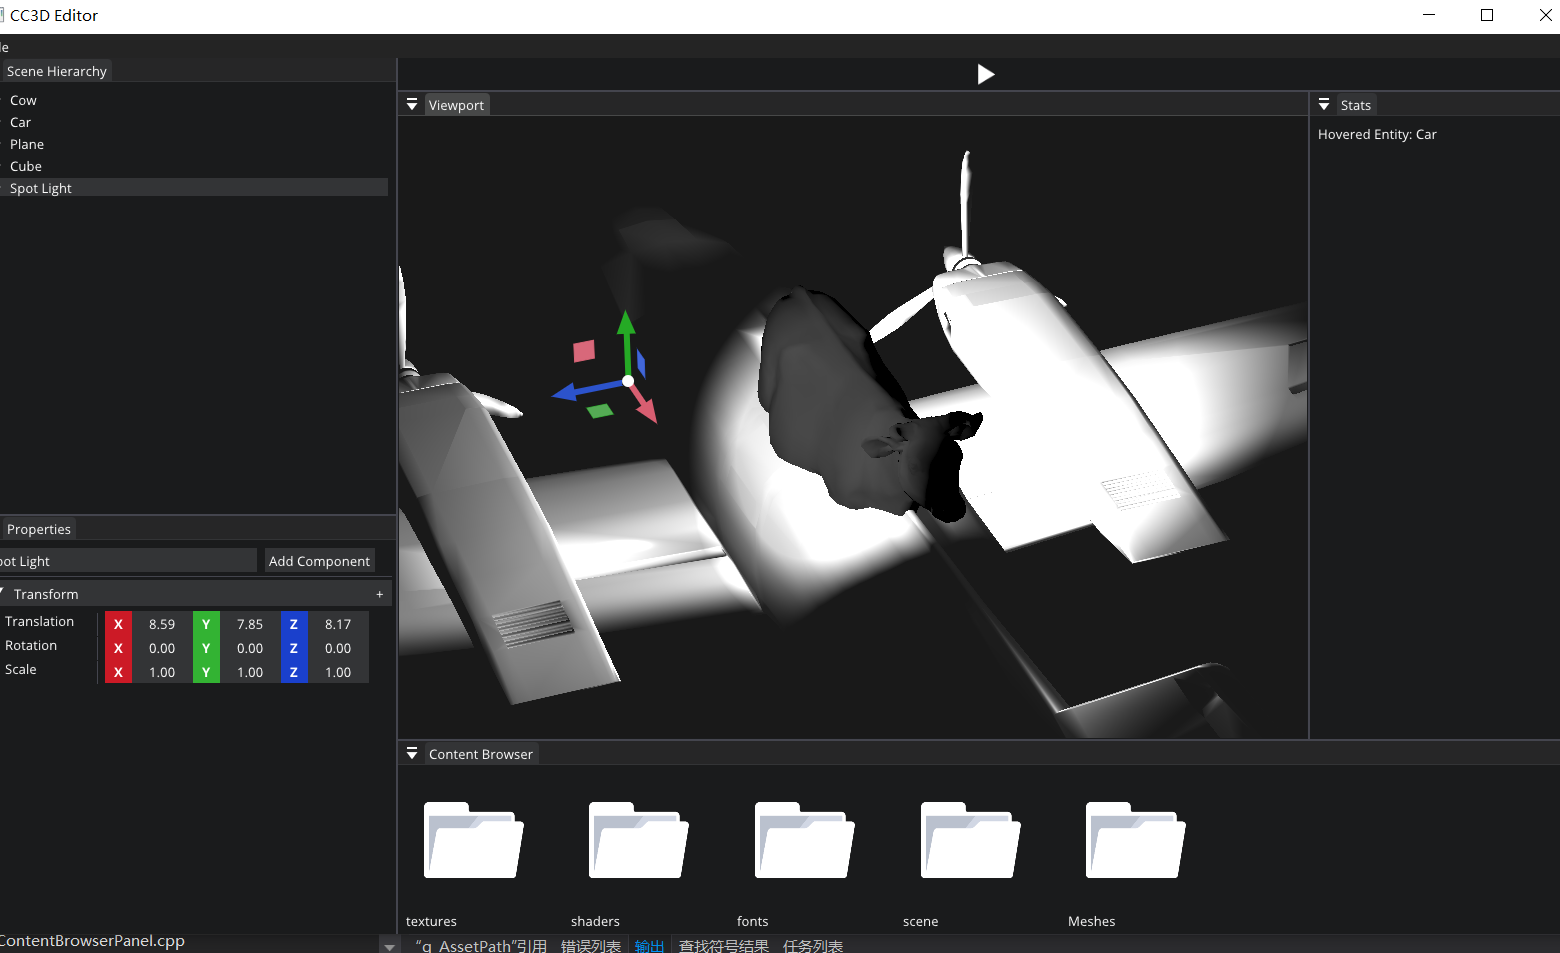 CC3D Editor
le
Scene Hierarchy
Cow
Car
Plane
Cube
Spot Light
Viewport
Stats
Hovered Entity: Car
Properties
pot Light
Add Component
Transform +
Translation X 8.59 Y 7.85 Z 8.17
Rotation X 0.00 Y 0.00 Z 0.00
Scale X 1.00 Y 1.00 Z 1.00
Content Browser
textures
shaders
fonts
scene
Meshes
ContentBrowserPanel.cpp
“g_AssetPath”引用 错误列表 输出 查找符号结果 任务列表